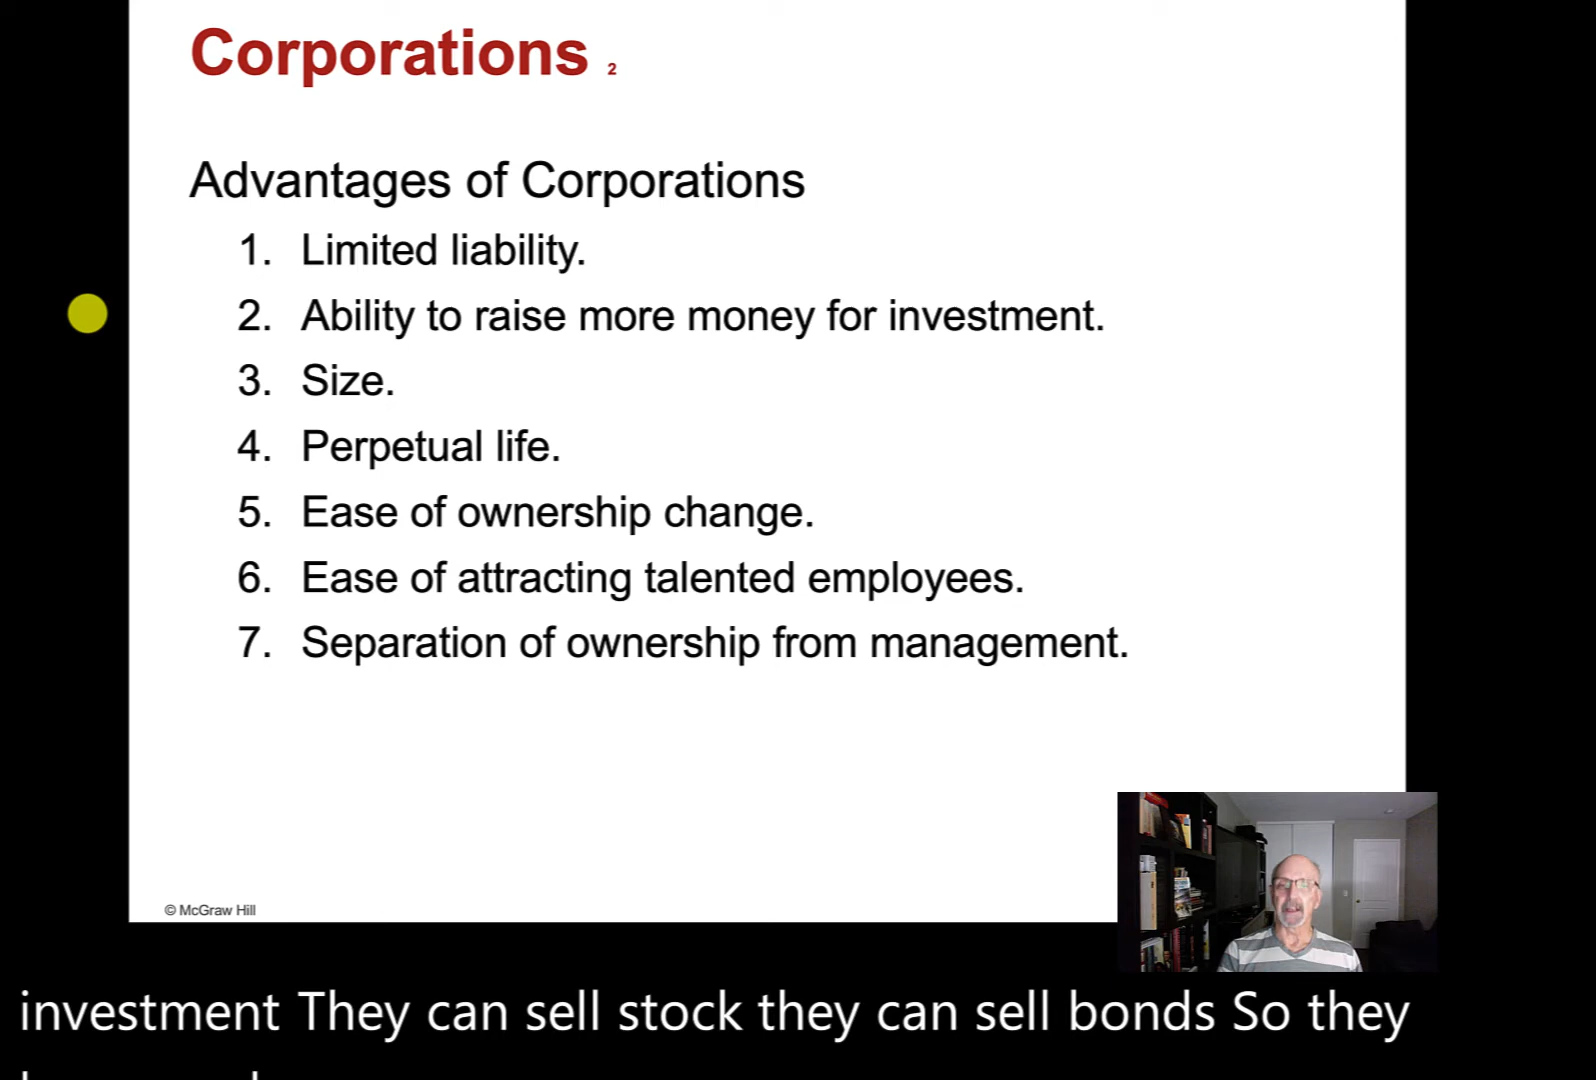 Corporations 2
Advantages of Corporations
1. Limited liability.
2. Ability to raise more money for investment.
3. Size.
4. Perpetual life.
5. Ease of ownership change.
6. Ease of attracting talented employees.
7. Separation of ownership from management.
© McGraw Hill
investment They can sell stock they can sell bonds So they